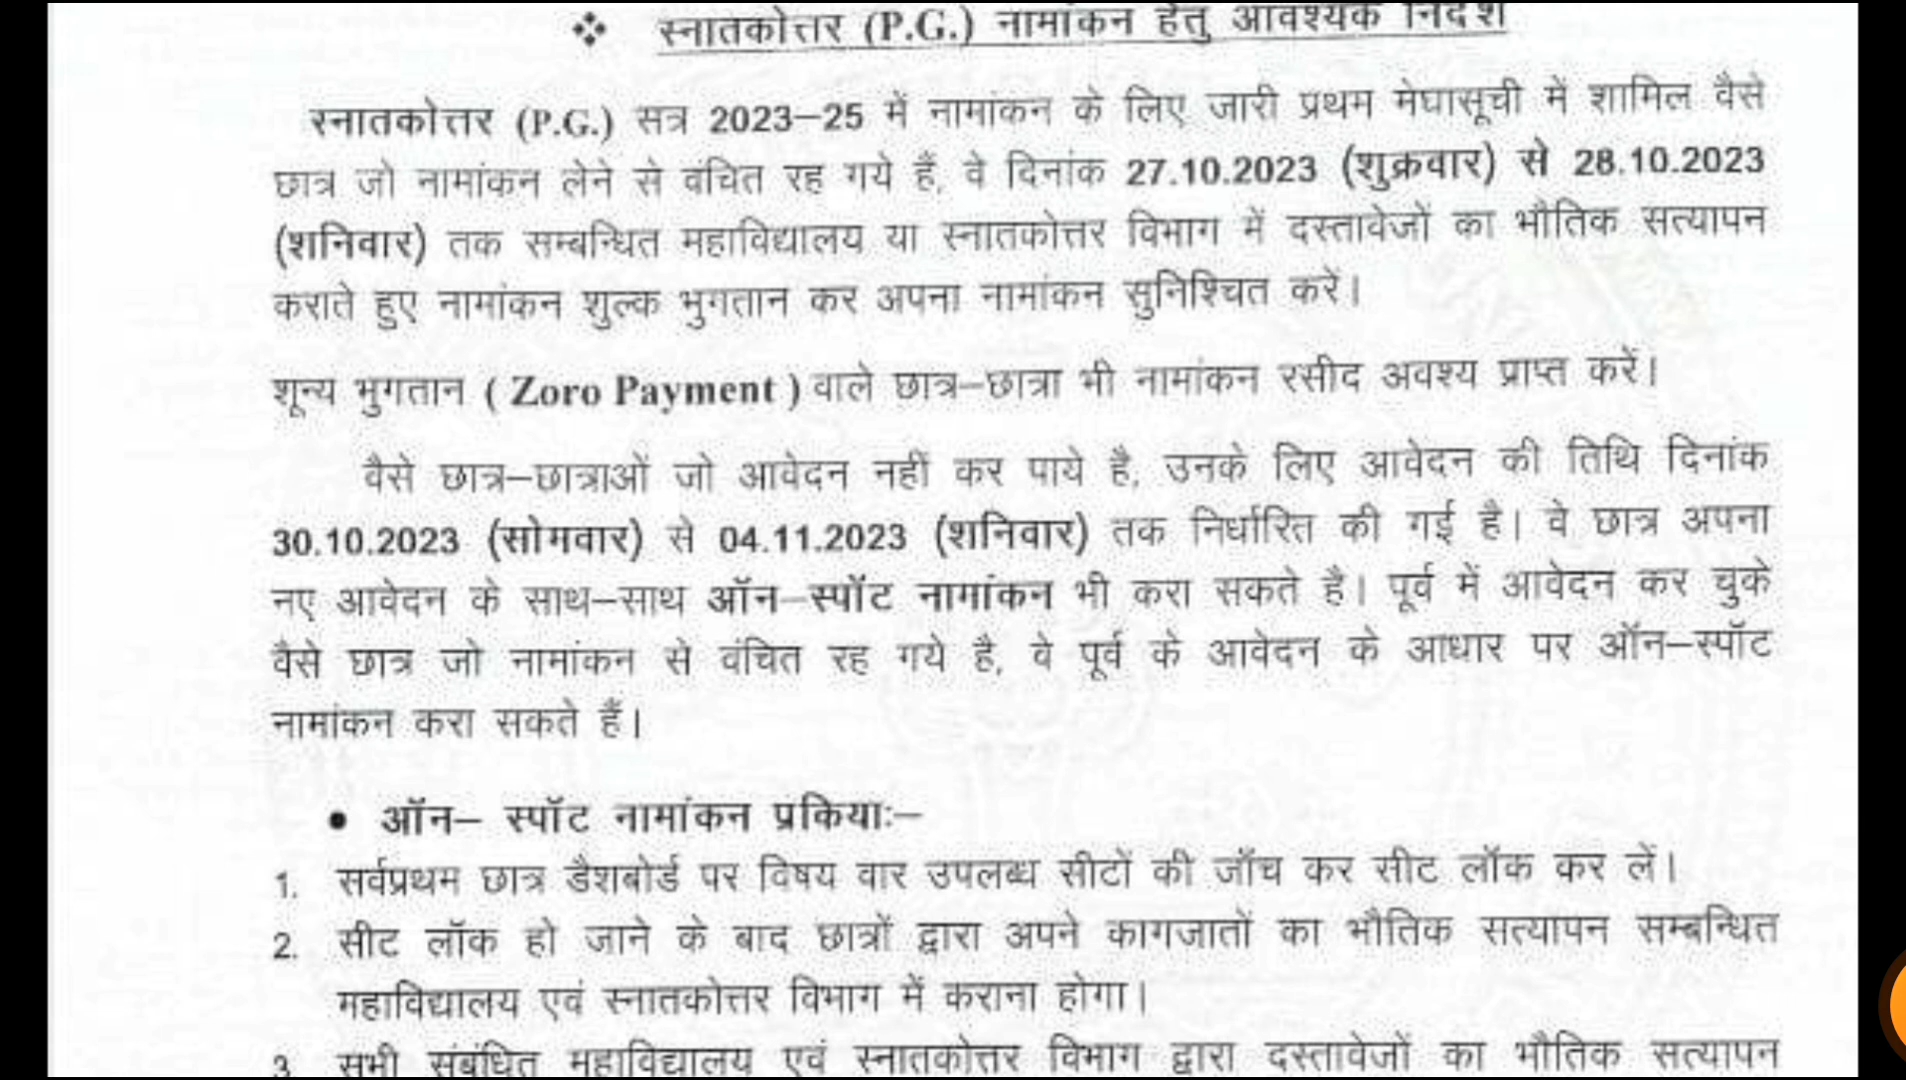 ❖ स्नातकोत्तर (P.G.) नामांकन हेतु आवश्यक निदेश
स्नातकोत्तर (P.G.) सत्र 2023–25 में नामांकन के लिए जारी प्रथम मेघासूची में शामिल वैसे
छात्र जो नामांकन लेने से वंचित रह गये हैं, वे दिनांक 27.10.2023 (शुक्रवार) से 28.10.2023
(शनिवार) तक सम्बन्धित महाविद्यालय या स्नातकोत्तर विभाग में दस्तावेजों का भौतिक सत्यापन
कराते हुए नामांकन शुल्क भुगतान कर अपना नामांकन सुनिश्चित करें।
शून्य भुगतान ( Zoro Payment ) वाले छात्र–छात्रा भी नामांकन रसीद अवश्य प्राप्त करें।
वैसे छात्र–छात्राओं जो आवेदन नहीं कर पाये है, उनके लिए आवेदन की तिथि दिनांक
30.10.2023 (सोमवार) से 04.11.2023 (शनिवार) तक निर्धारित की गई है। वे छात्र अपना
नए आवेदन के साथ–साथ ऑन–स्पॉट नामांकन भी करा सकते है। पूर्व में आवेदन कर चुके
वैसे छात्र जो नामांकन से वंचित रह गये है, वे पूर्व के आवेदन के आधार पर ऑन–स्पॉट
नामांकन करा सकते हैं।
• ऑन– स्पॉट नामांकन प्रकियाः–
1. सर्वप्रथम छात्र डैशबोर्ड पर विषय वार उपलब्ध सीटों की जाँच कर सीट लॉक कर लें।
2. सीट लॉक हो जाने के बाद छात्रों द्वारा अपने कागजातों का भौतिक सत्यापन सम्बन्धित
महाविद्यालय एवं स्नातकोत्तर विभाग में कराना होगा।
3. सभी संबंधित महाविद्यालय एवं स्नातकोत्तर विभाग द्वारा दस्तावेजों का भौतिक सत्यापन